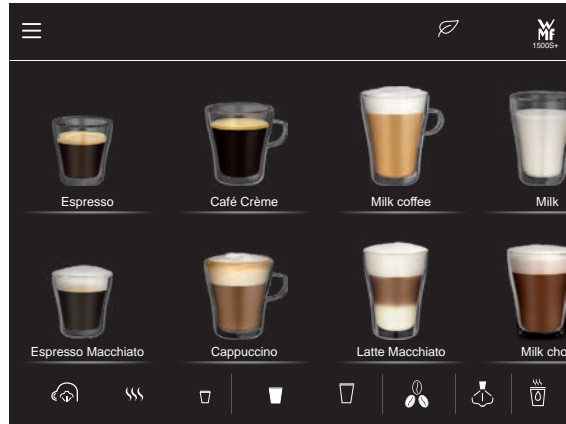 WMF
1500S+
Espresso
Café Crème
Milk coffee
Milk
Espresso Macchiato
Cappuccino
Latte Macchiato
Milk cho